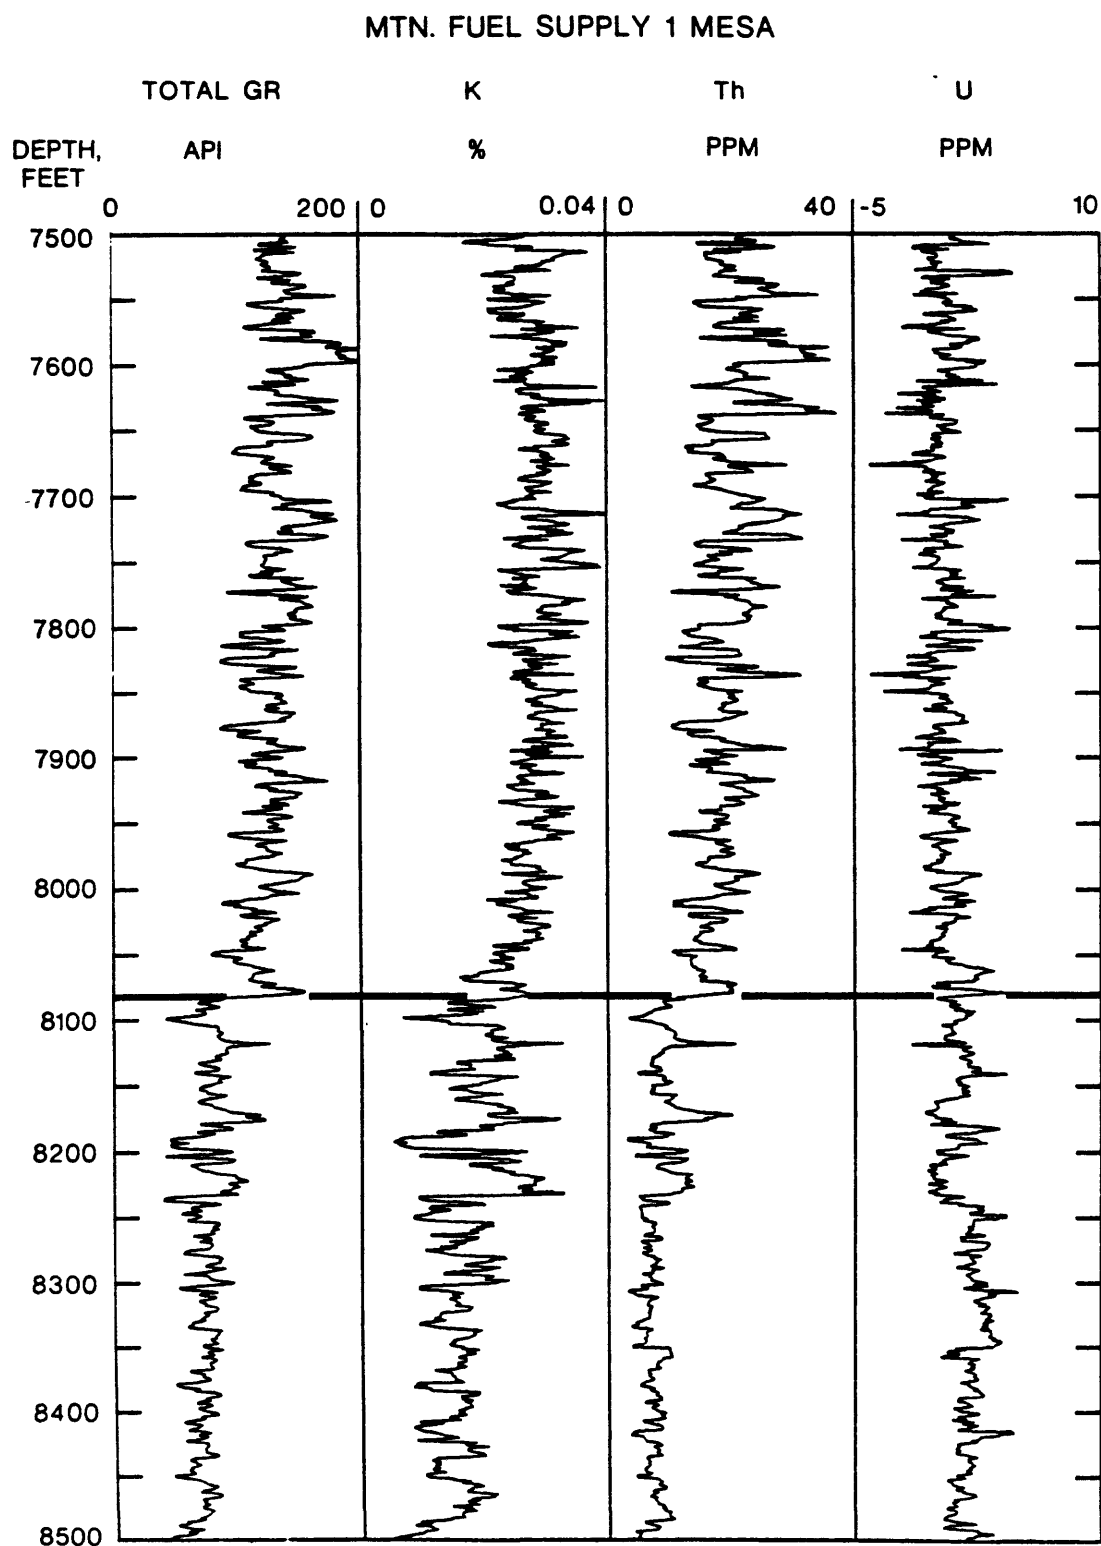 MTN. FUEL SUPPLY 1 MESA
TOTAL GR K Th U
DEPTH, FEET API % PPM PPM
0 200 0 0.04 0 40 -5 10
7500
7600
7700
7800
7900
8000
8100
8200
8300
8400
8500